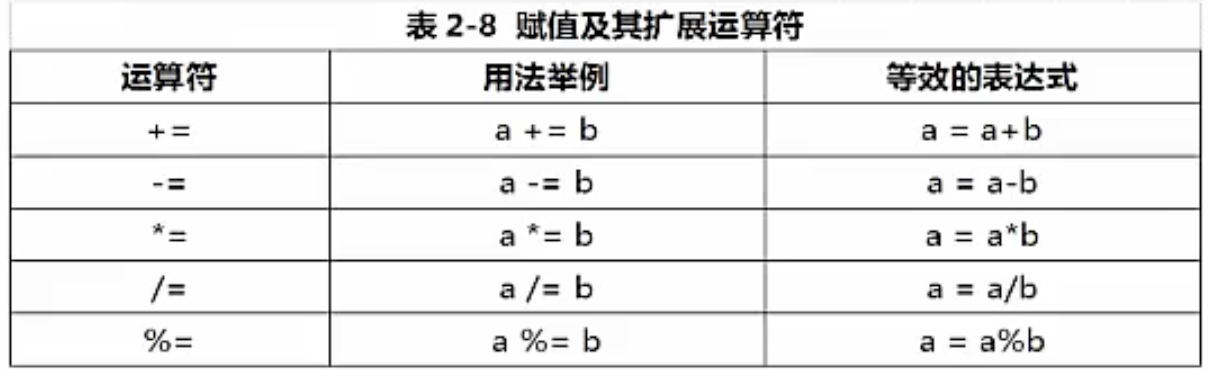 表 2-8 赋值及其扩展运算符
运算符 用法举例 等效的表达式
+= a += b a = a+b
-= a -= b a = a-b
*= a *= b a = a*b
/= a /= b a = a/b
%= a %= b a = a%b